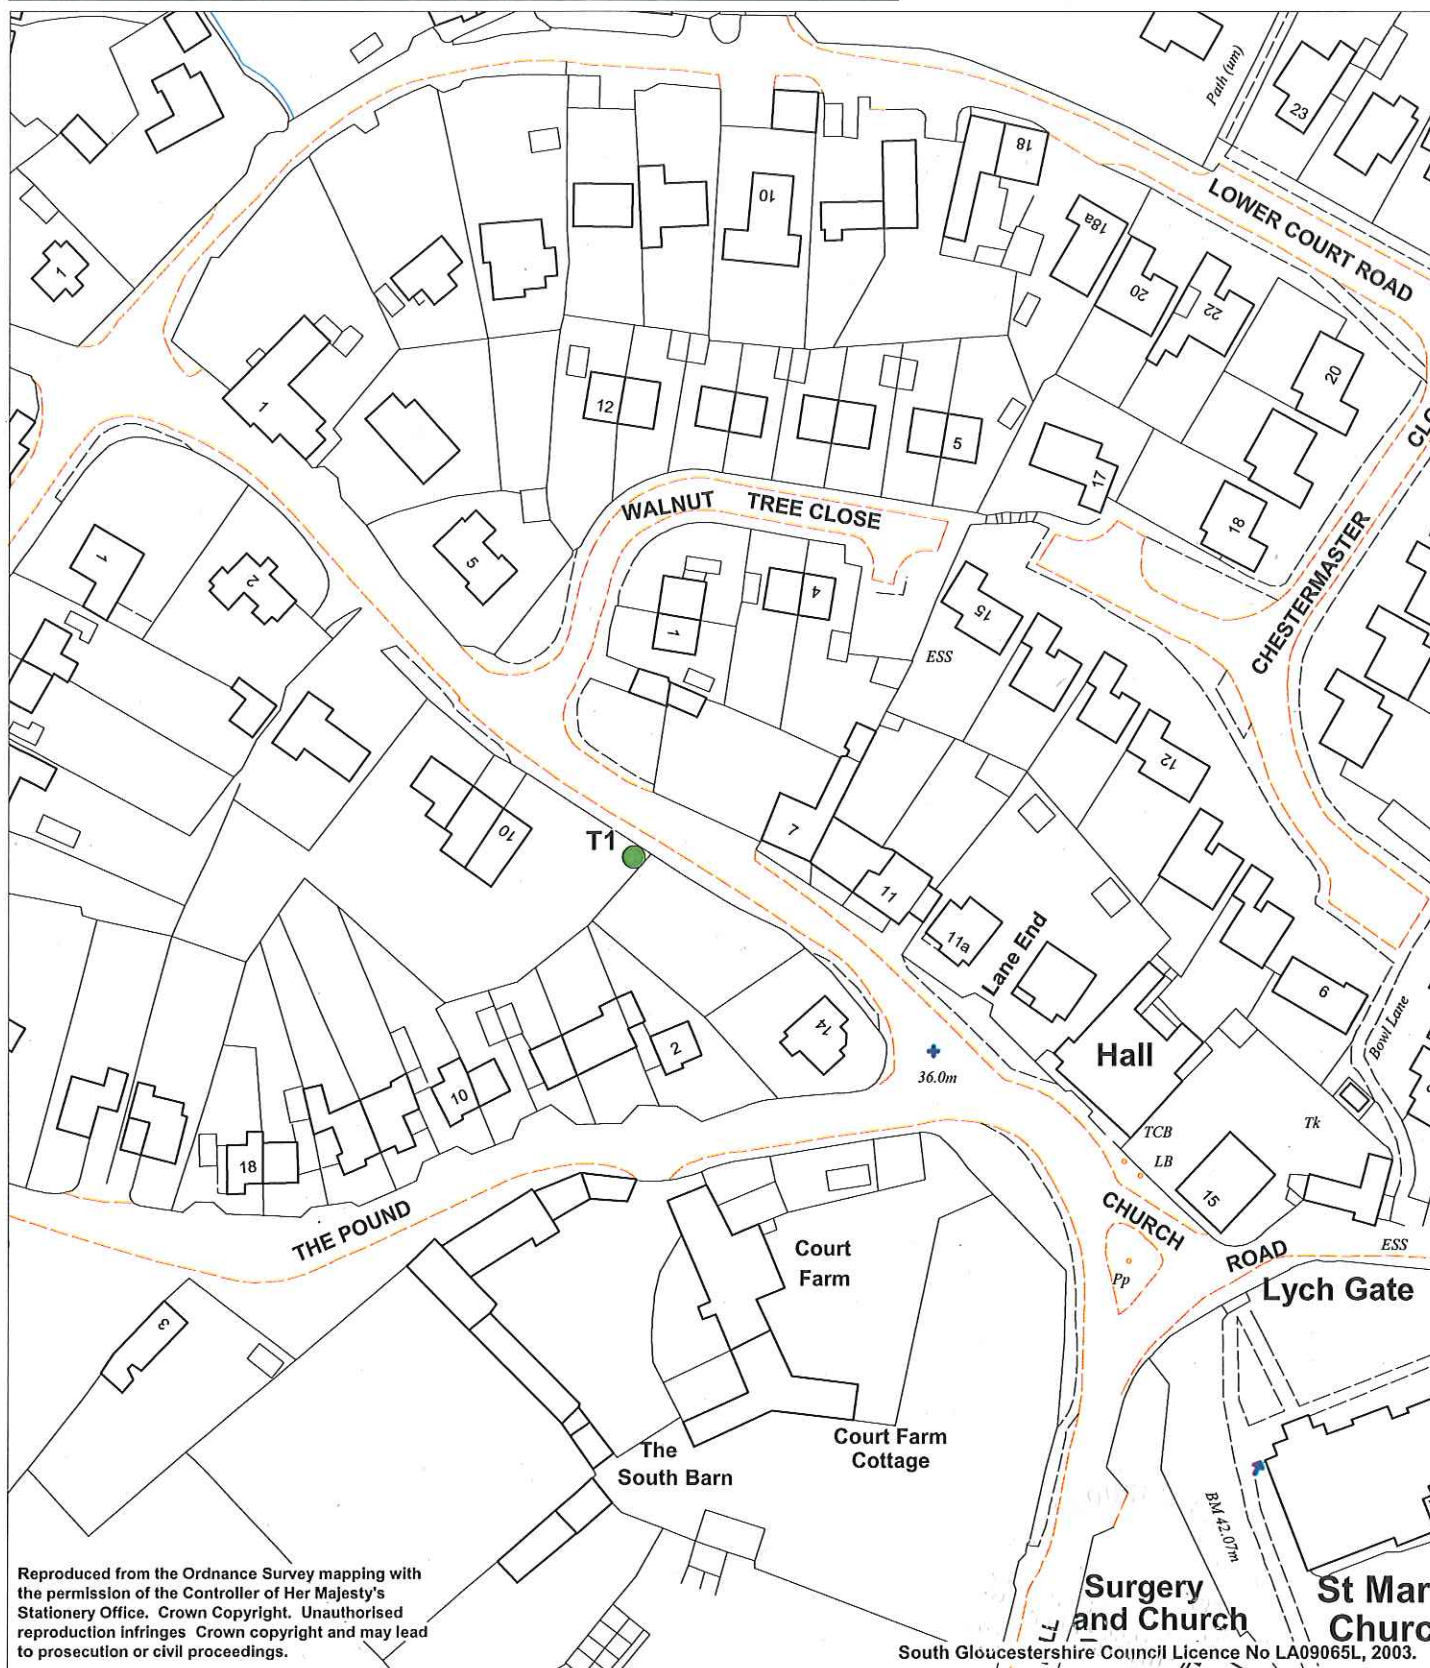 Path (um)
23
18
10
18a
LOWER COURT ROAD
1
20
22
20
1
12
5
17
18
WALNUT TREE CLOSE
CHESTERMASTER
5
1
2
4
1
15
ESS
12
10
T1
7
11
11a
Lane End
9
Bowl Lane
14
2
Hall
36.0m
10
18
TCB
LB
Tk
15
THE POUND
CHURCH ROAD
ESS
Court
Farm
Pp
Lych Gate
3
The
South Barn
Court Farm
Cottage
BM 42.07m
Reproduced from the Ordnance Survey mapping with
the permission of the Controller of Her Majesty's
Stationery Office. Crown Copyright. Unauthorised
reproduction infringes Crown copyright and may lead
to prosecution or civil proceedings.
Surgery
and Church
St Mar
Churc
South Gloucestershire Council Licence No LA09065L, 2003.